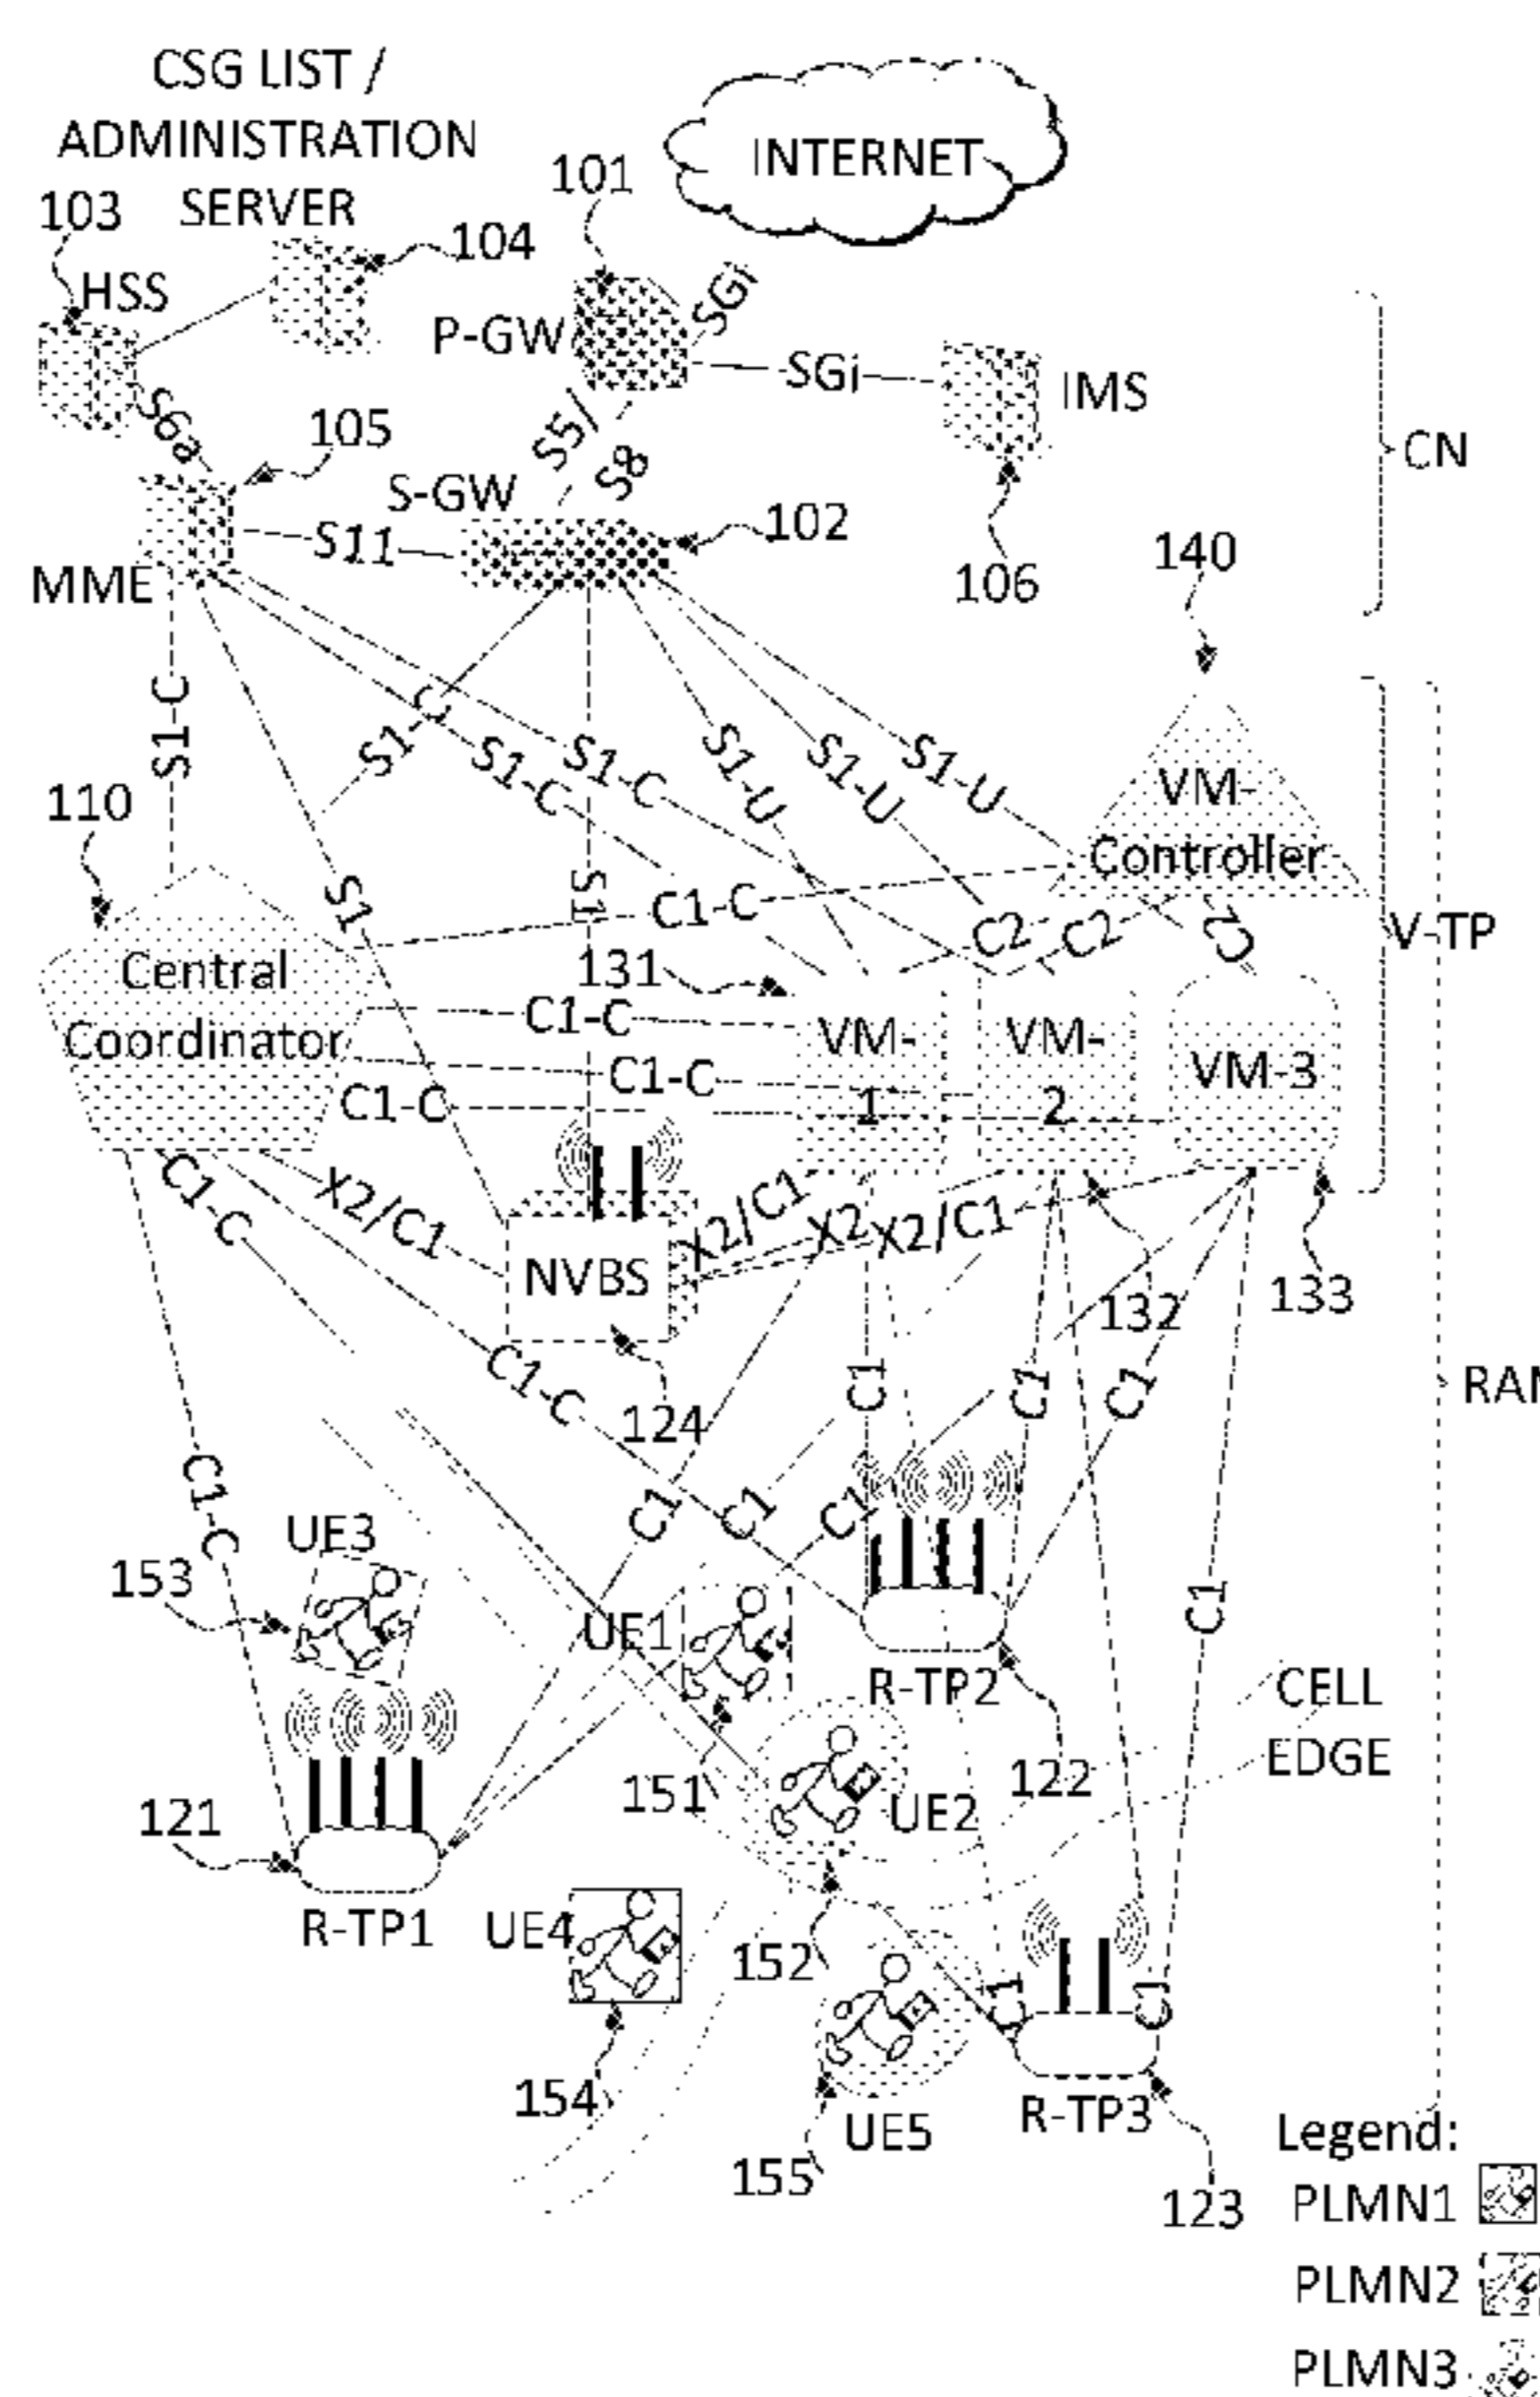 CSG LIST /
ADMINISTRATION
SERVER
INTERNET
101
103
104
HSS
P-GW
SGi
SGi
IMS
CN
S6a
105
S5/
S8
S-GW
S11
102
106
MME
140
S1-C
S1-C
S1-C
S1-U
S1-U
S1-U
VM-
Controller
110
S1
S1
C1-C
C2
C2
C2
V-TP
Central
Coordinator
131
C1-C
C1-C
C1-C
VM-
1
VM-
2
VM-3
C1-C
X2/C1
X2/C1
X2
X2/C1
NVBS
132
133
C1-C
124
C1
C1
C1
C1-C
C1
C1
C1
C1
UE3
153
UE1
R-TP2
CELL
EDGE
151
122
UE2
121
R-TP1
UE4
152
C1
C1
154
UE5
155
R-TP3
123
Legend:
PLMN1
PLMN2
PLMN3